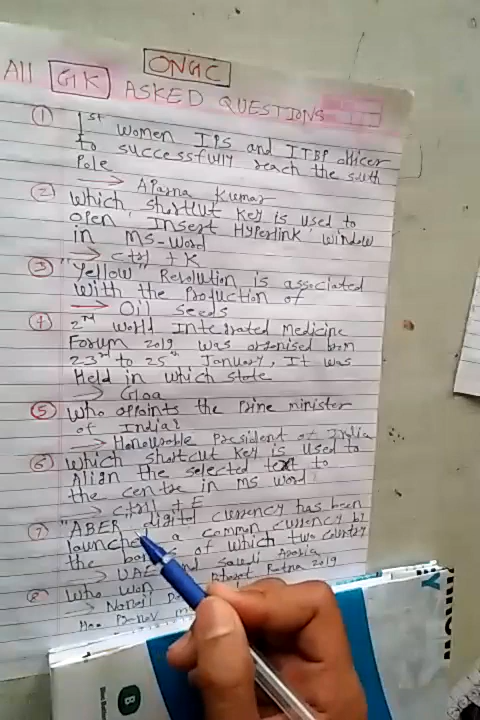 ONGC
All GK ASKED QUESTIONS
① 1st women IPS and ITBP officer
to successfully reach the south
Pole
→ Aparna Kumar
② which shortcut key is used to
open 'Insert Hyperlink' window
in MS-Word
→ ctrl + K
③ "Yellow" Revolution is associated
with the production of
→ Oil seeds
④ 2nd world Integrated Medicine
Forum 2019 was organised btn
23rd to 25th January, It was
Held in which state
→ Goa
⑤ who appoints the Prime minister
of India?
→ Honourable President of India
⑥ which shortcut key is used to
Align the selected text to
the centre in MS word
→ ctrl + E
⑦ "ABER" digital currency has been
launched a common currency by
the of which two country
→ UAE and Saudi Arabia
⑧ who won Bharat Ratna 2019
→ Nanaji
B